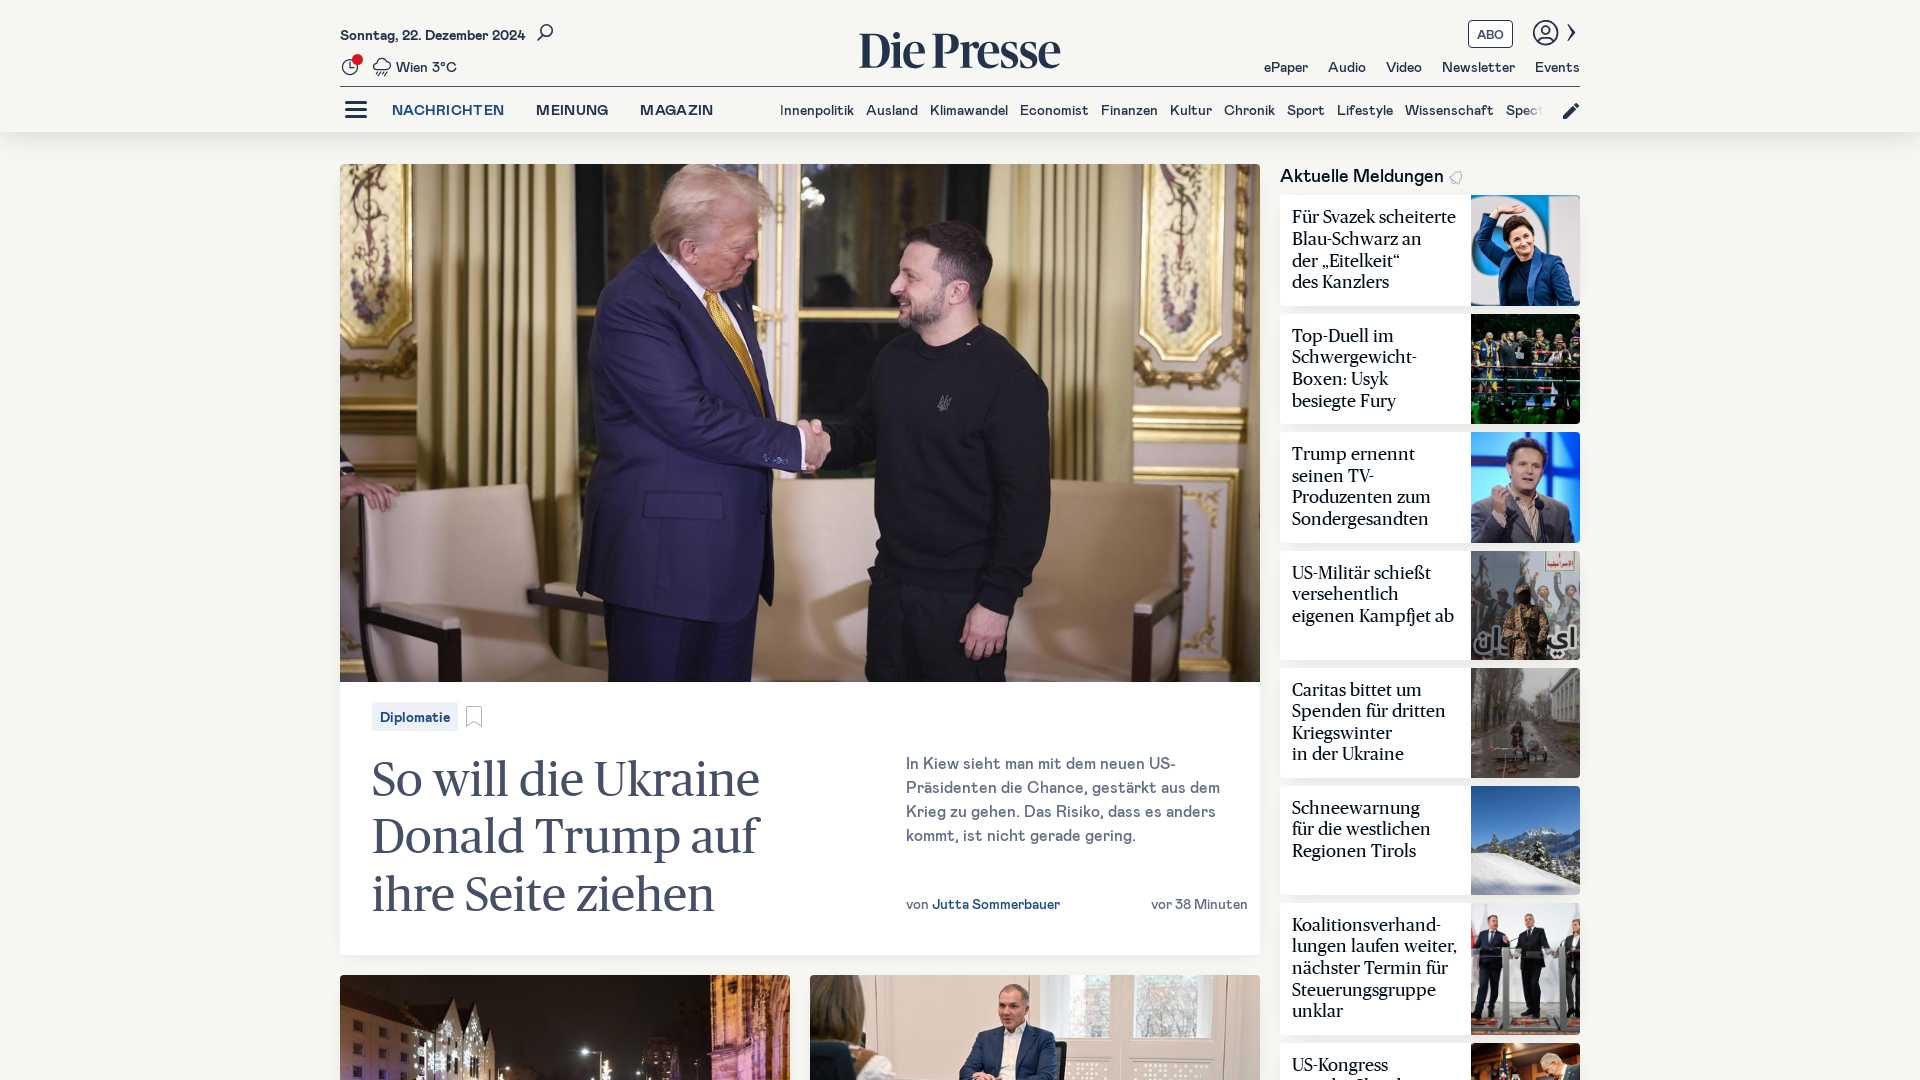 Sonntag, 22. Dezember 2024
Wien 3°C
Die Presse
ABO
ePaper Audio Video Newsletter Events
NACHRICHTEN MEINUNG MAGAZIN
Innenpolitik Ausland Klimawandel Economist Finanzen Kultur Chronik Sport Lifestyle Wissenschaft Spect
Diplomatie
So will die Ukraine
Donald Trump auf
ihre Seite ziehen
In Kiew sieht man mit dem neuen US-
Präsidenten die Chance, gestärkt aus dem
Krieg zu gehen. Das Risiko, dass es anders
kommt, ist nicht gerade gering.
von Jutta Sommerbauer
vor 38 Minuten
Aktuelle Meldungen
Für Svazek scheiterte
Blau-Schwarz an
der „Eitelkeit“
des Kanzlers
Top-Duell im
Schwergewicht-
Boxen: Usyk
besiegte Fury
Trump ernennt
seinen TV-
Produzenten zum
Sondergesandten
US-Militär schießt
versehentlich
eigenen Kampfjet ab
Caritas bittet um
Spenden für dritten
Kriegswinter
in der Ukraine
Schneewarnung
für die westlichen
Regionen Tirols
Koalitionsverhand-
lungen laufen weiter,
nächster Termin für
Steuerungsgruppe
unklar
US-Kongress